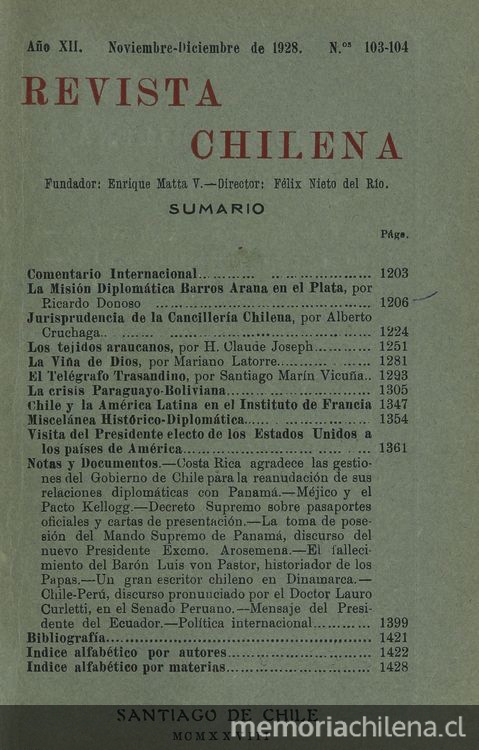 Año XII. Noviembre-Diciembre de 1928. N.os 103-104
REVISTA
CHILENA
Fundador: Enrique Matta V.—Director: Félix Nieto del Río.
SUMARIO
Págs.
Comentario Internacional........................ 1203
La Misión Diplomática Barros Arana en el Plata, por
Ricardo Donoso ........................ 1206
Jurisprudencia de la Cancillería Chilena, por Alberto
Cruchaga........................ 1224
Los tejidos araucanos, por H. Claude Joseph............ 1251
La Viña de Dios, por Mariano Latorre.................. 1281
El Telégrafo Trasandino, por Santiago Marín Vicuña.. 1293
La crisis Paraguayo-Boliviana........................ 1305
Chile y la América Latina en el Instituto de Francia 1347
Miscelánea Histórico-Diplomática.................. 1354
Visita del Presidente electo de los Estados Unidos a
los países de América........................ 1361
Notas y Documentos.—Costa Rica agradece las gestio-
nes del Gobierno de Chile para la reanudación de sus
relaciones diplomáticas con Panamá.—Méjico y el
Pacto Kellogg.—Decreto Supremo sobre pasaportes
oficiales y cartas de presentación.—La toma de pose-
sión del Mando Supremo de Panamá, discurso del
nuevo Presidente Excmo. Arosemena.—El falleci-
miento del Barón Luis von Pastor, historiador de los
Papas.—Un gran escritor chileno en Dinamarca.—
Chile-Perú, discurso pronunciado por el Doctor Lauro
Curletti, en el Senado Peruano.—Mensaje del Presi-
dente del Ecuador.—Política internacional............ 1399
Bibliografía........................ 1421
Indice alfabético por autores........................ 1422
Indice alfabético por materias........................ 1428
SANTIAGO DE CHILE
MCMXXVIII
memoriachilena.cl